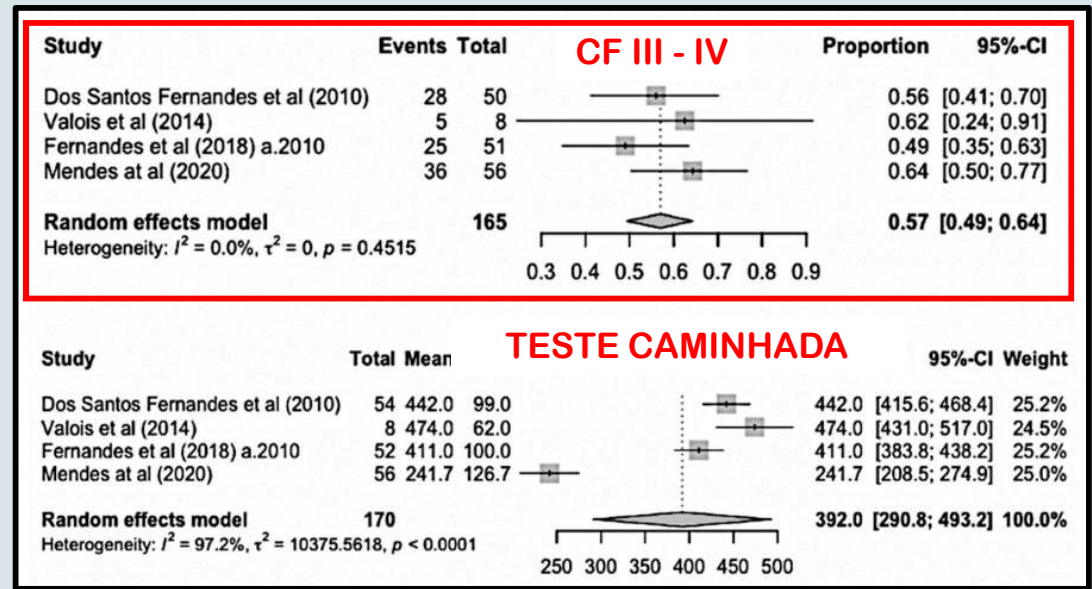 Study Events Total CF III - IV Proportion 95%-CI
Dos Santos Fernandes et al (2010) 28 50 0.56 [0.41; 0.70]
Valois et al (2014) 5 8 0.62 [0.24; 0.91]
Fernandes et al (2018) a.2010 25 51 0.49 [0.35; 0.63]
Mendes at al (2020) 36 56 0.64 [0.50; 0.77]
Random effects model 165 0.57 [0.49; 0.64]
Heterogeneity: I² = 0.0%, τ² = 0, p = 0.4515
0.3 0.4 0.5 0.6 0.7 0.8 0.9
Study Total Mean TESTE CAMINHADA 95%-CI Weight
Dos Santos Fernandes et al (2010) 54 442.0 99.0 442.0 [415.6; 468.4] 25.2%
Valois et al (2014) 8 474.0 62.0 474.0 [431.0; 517.0] 24.5%
Fernandes et al (2018) a.2010 52 411.0 100.0 411.0 [383.8; 438.2] 25.2%
Mendes at al (2020) 56 241.7 126.7 241.7 [208.5; 274.9] 25.0%
Random effects model 170 392.0 [290.8; 493.2] 100.0%
Heterogeneity: I² = 97.2%, τ² = 10375.5618, p < 0.0001
250 300 350 400 450 500